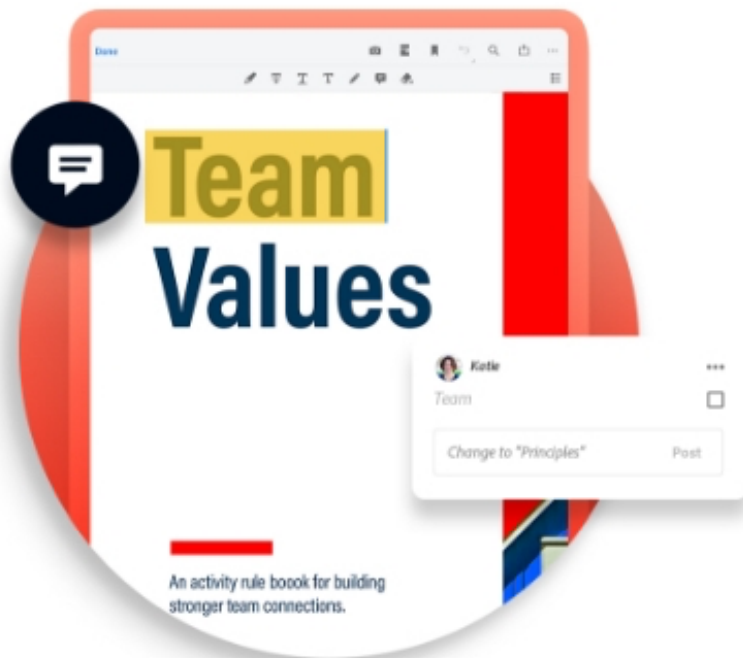 Done
Team
Values
Katie
Team
Change to "Principles" Post
An activity rule boook for building
stronger team connections.